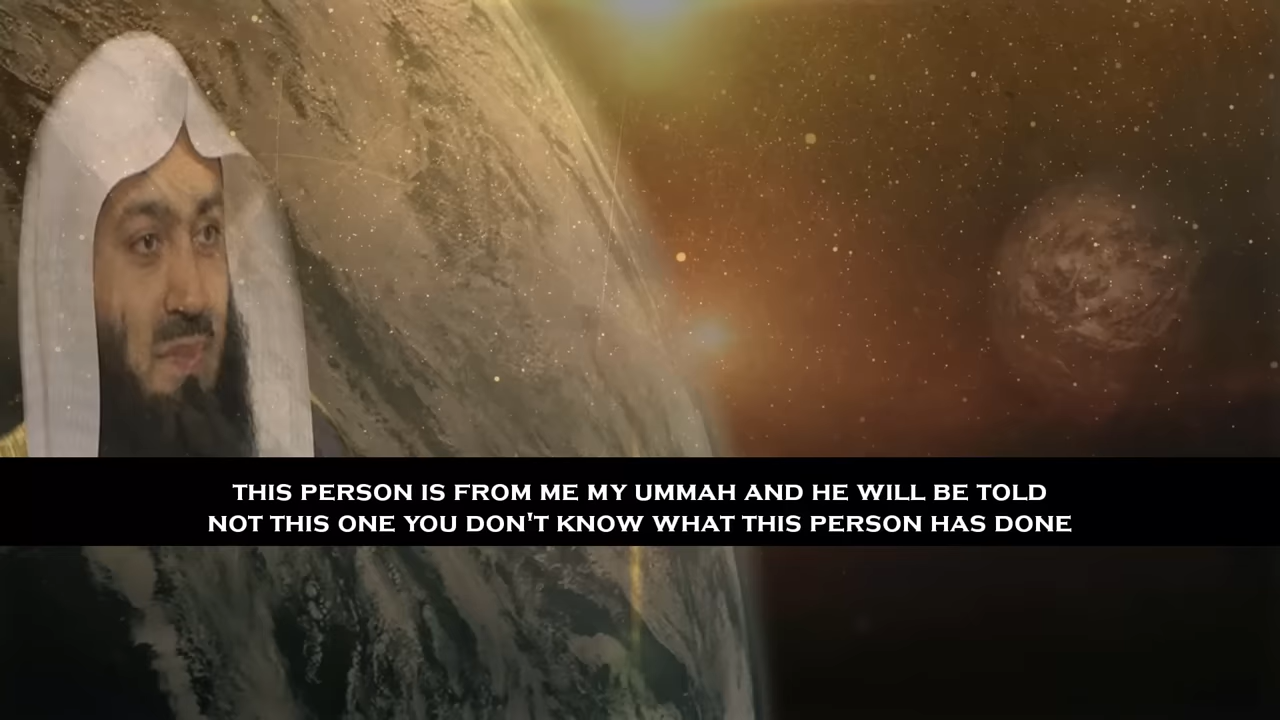 THIS PERSON IS FROM ME MY UMMAH AND HE WILL BE TOLD
NOT THIS ONE YOU DON'T KNOW WHAT THIS PERSON HAS DONE